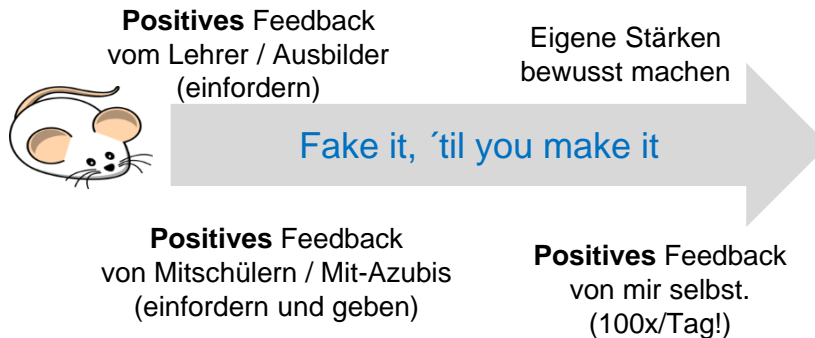 Positives Feedback
vom Lehrer / Ausbilder
(einfordern)
Eigene Stärken
bewusst machen
Fake it, ´til you make it
Positives Feedback
von Mitschülern / Mit-Azubis
(einfordern und geben)
Positives Feedback
von mir selbst.
(100x/Tag!)